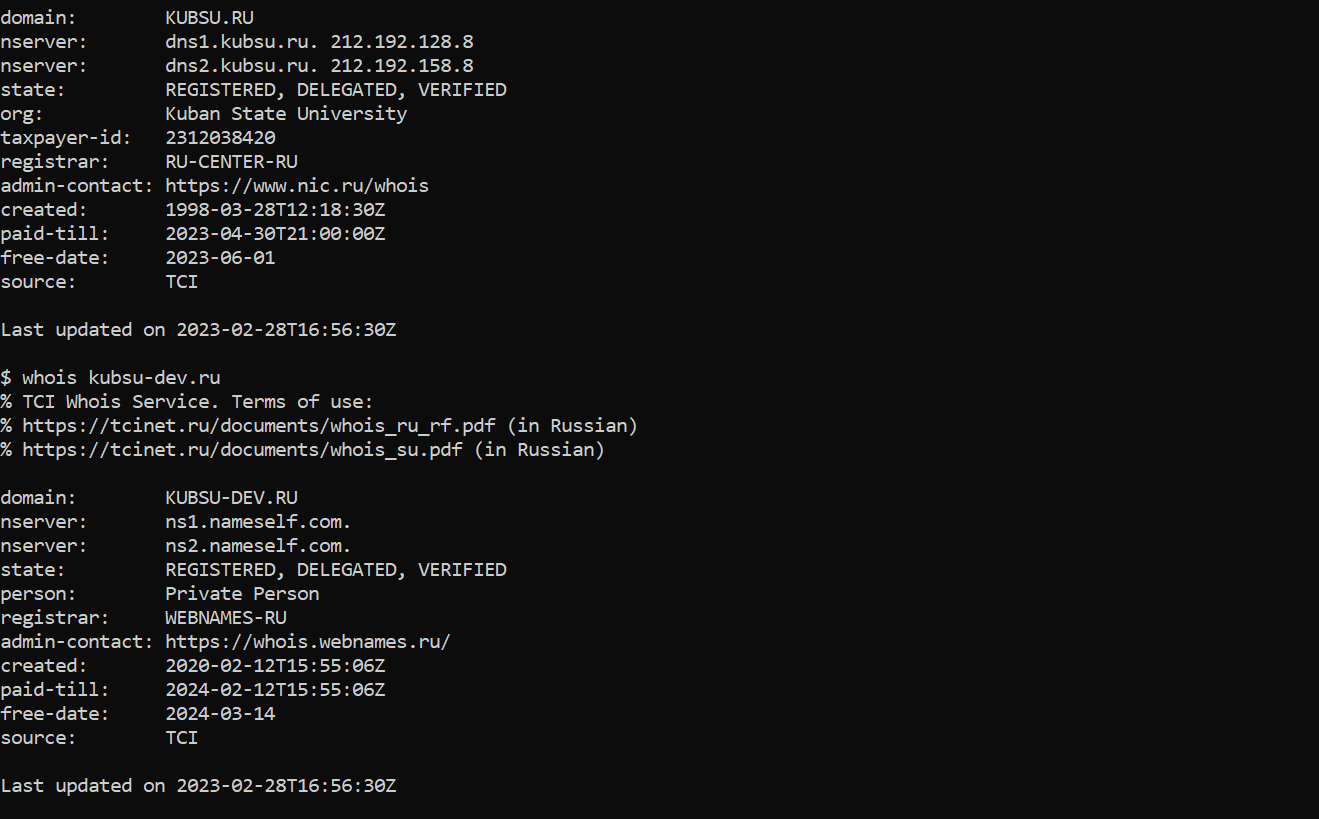 domain:        KUBSU.RU
nserver:       dns1.kubsu.ru. 212.192.128.8
nserver:       dns2.kubsu.ru. 212.192.158.8
state:         REGISTERED, DELEGATED, VERIFIED
org:           Kuban State University
taxpayer-id:   2312038420
registrar:     RU-CENTER-RU
admin-contact: https://www.nic.ru/whois
created:       1998-03-28T12:18:30Z
paid-till:     2023-04-30T21:00:00Z
free-date:     2023-06-01
source:        TCI

Last updated on 2023-02-28T16:56:30Z

$ whois kubsu-dev.ru
% TCI Whois Service. Terms of use:
% https://tcinet.ru/documents/whois_ru_rf.pdf (in Russian)
% https://tcinet.ru/documents/whois_su.pdf (in Russian)

domain:        KUBSU-DEV.RU
nserver:       ns1.nameself.com.
nserver:       ns2.nameself.com.
state:         REGISTERED, DELEGATED, VERIFIED
person:        Private Person
registrar:     WEBNAMES-RU
admin-contact: https://whois.webnames.ru/
created:       2020-02-12T15:55:06Z
paid-till:     2024-02-12T15:55:06Z
free-date:     2024-03-14
source:        TCI

Last updated on 2023-02-28T16:56:30Z